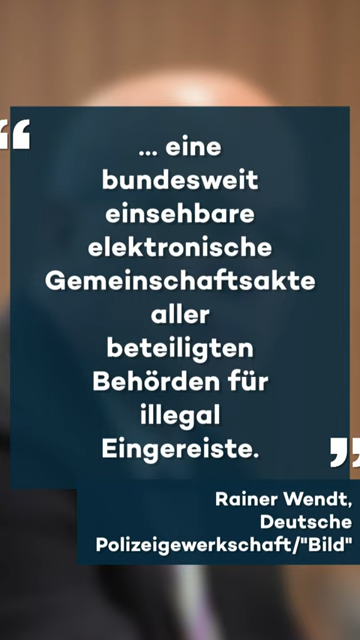 “
... eine
bundesweit
einsehbare
elektronische
Gemeinschaftsakte
aller
beteiligten
Behörden für
illegal
Eingereiste.
”
Rainer Wendt,
Deutsche
Polizeigewerkschaft/"Bild"